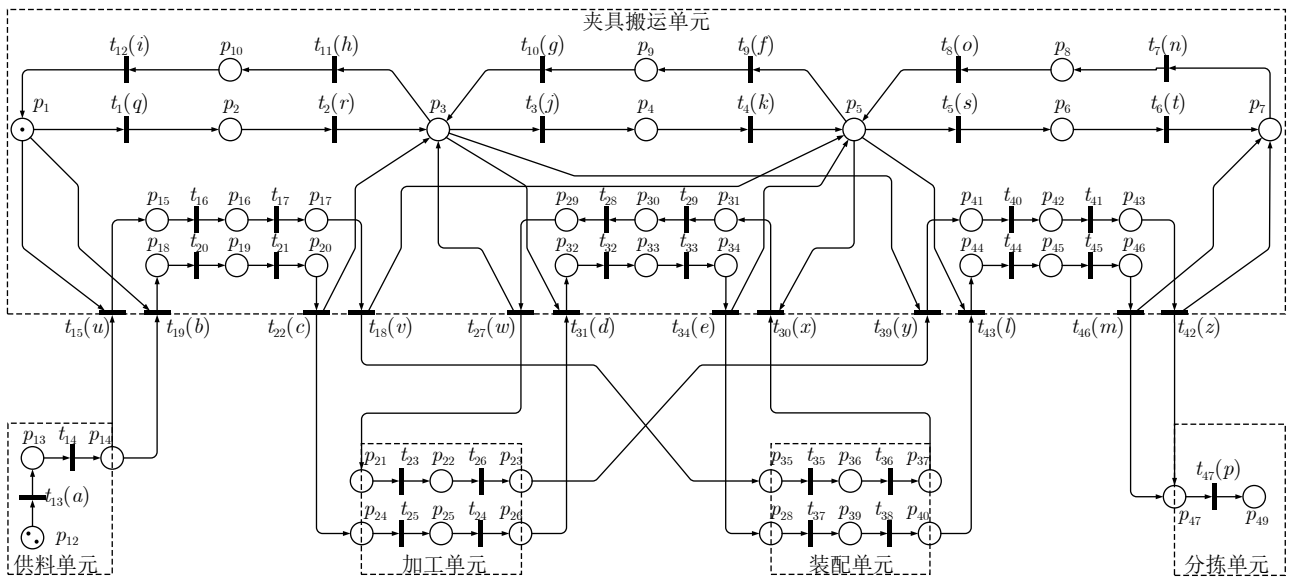 夹具搬运单元
t12(i) p10 t11(h) t10(g) p9 t9(f) t8(o) p8 t7(n)
p1 t1(q) p2 t2(r) p3 t3(j) p4 t4(k) p5 t5(s) p6 t6(t) p7
p15 t16 p16 t17 p17 p29 t28 p30 t29 p31 p41 t40 p42 t41 p43
p18 t20 p19 t21 p20 p32 t32 p33 t33 p34 p44 t44 p45 t45 p46
t15(u) t19(b) t22(c) t18(v) t27(w) t31(d) t34(e) t30(x) t39(y) t43(l) t46(m) t42(z)
p13 t14 p14 p21 t23 p22 t26 p23 p35 t35 p36 t36 p37 t47(p)
t13(a) p24 t25 p25 t24 p26 p28 t37 p39 t38 p40 p47 p49
p12
供料单元 加工单元 装配单元 分拣单元